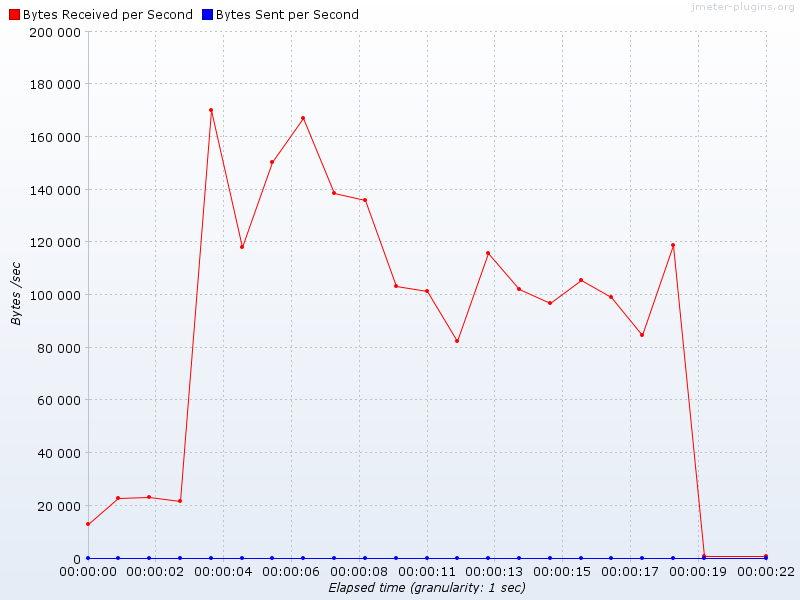 jmeter-plugins.org
Bytes Received per Second Bytes Sent per Second
200 000
180 000
160 000
140 000
120 000
100 000
80 000
60 000
40 000
20 000
0
Bytes /sec
00:00:00 00:00:02 00:00:04 00:00:06 00:00:08 00:00:11 00:00:13 00:00:15 00:00:17 00:00:19 00:00:22
Elapsed time (granularity: 1 sec)